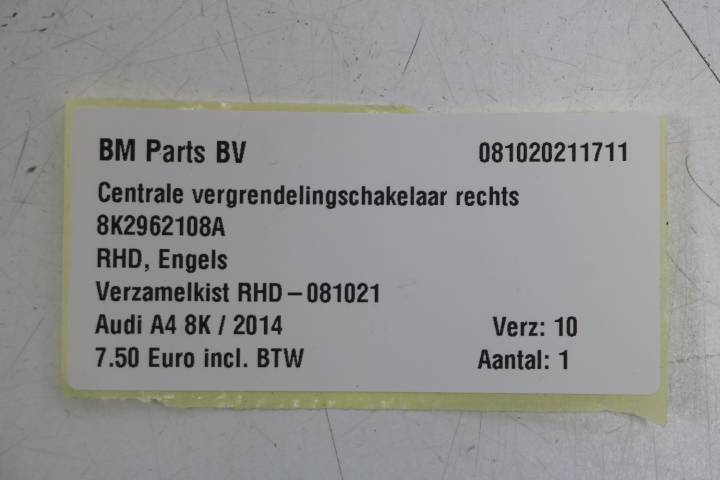 BM Parts BV 081020211711
Centrale vergrendelingschakelaar rechts
8K2962108A
RHD, Engels
Verzamelkist RHD-081021
Audi A4 8K / 2014 Verz: 10
7.50 Euro incl. BTW Aantal: 1